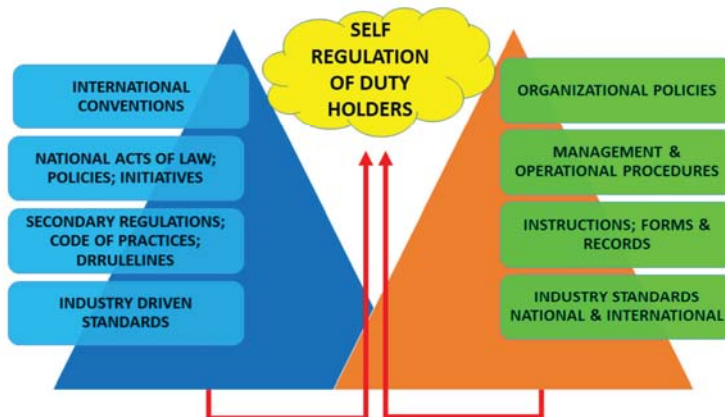 SELF
REGULATION
OF DUTY
HOLDERS
INTERNATIONAL
CONVENTIONS
NATIONAL ACTS OF LAW;
POLICIES; INITIATIVES
SECONDARY REGULATIONS;
CODE OF PRACTICES;
DRRULELINES
INDUSTRY DRIVEN
STANDARDS
ORGANIZATIONAL POLICIES
MANAGEMENT &
OPERATIONAL PROCEDURES
INSTRUCTIONS; FORMS &
RECORDS
INDUSTRY STANDARDS
NATIONAL & INTERNATIONAL